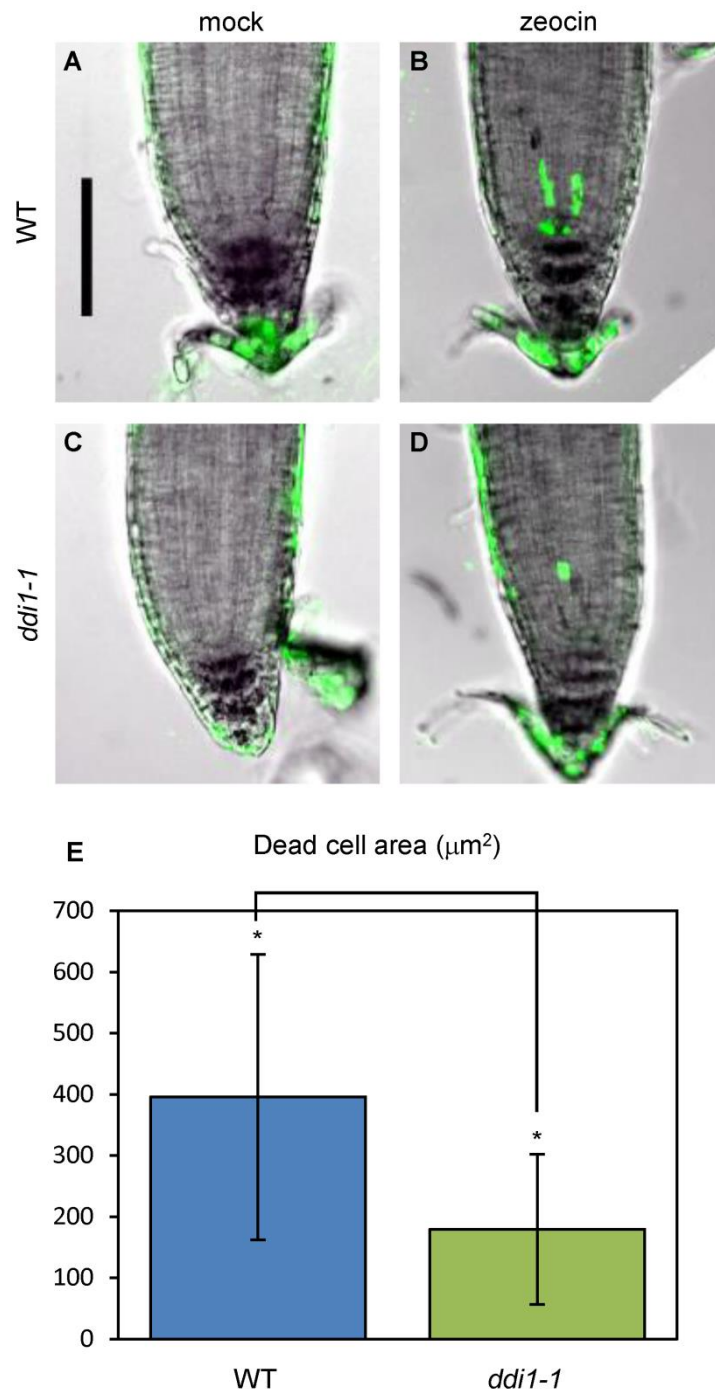 mock zeocin
A B
WT
C D
ddi1-1
E Dead cell area (μm²)
700
*
600
500
400
*
300
200
100
0
WT ddi1-1